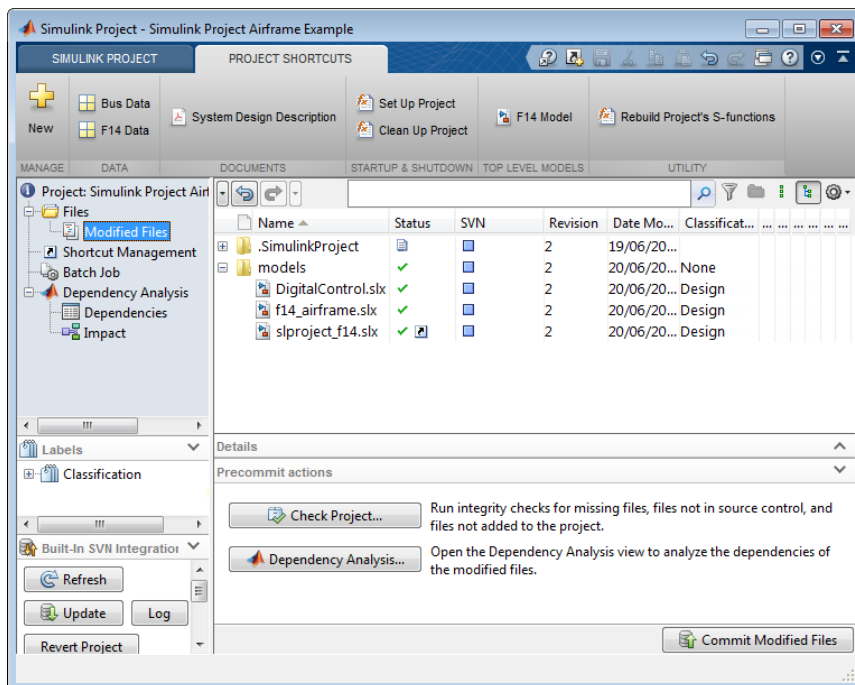 Simulink Project - Simulink Project Airframe Example
SIMULINK PROJECT
PROJECT SHORTCUTS
New
Bus Data
F14 Data
System Design Description
Set Up Project
Clean Up Project
F14 Model
Rebuild Project's S-functions
MANAGE
DATA
DOCUMENTS
STARTUP & SHUTDOWN
TOP LEVEL MODELS
UTILITY
Project: Simulink Project Airf
Files
Modified Files
Shortcut Management
Batch Job
Dependency Analysis
Dependencies
Impact
Name Status SVN Revision Date Mo... Classificat... ... ... ... ... ... ...
.SimulinkProject 2 19/06/20...
models 2 20/06/20... None
DigitalControl.slx 2 20/06/20... Design
f14_airframe.slx 2 20/06/20... Design
slproject_f14.slx 2 20/06/20... Design
Labels
Classification
Built-In SVN Integration
Refresh
Update
Log
Revert Project
Details
Precommit actions
Check Project...
Run integrity checks for missing files, files not in source control, and
files not added to the project.
Dependency Analysis...
Open the Dependency Analysis view to analyze the dependencies of
the modified files.
Commit Modified Files